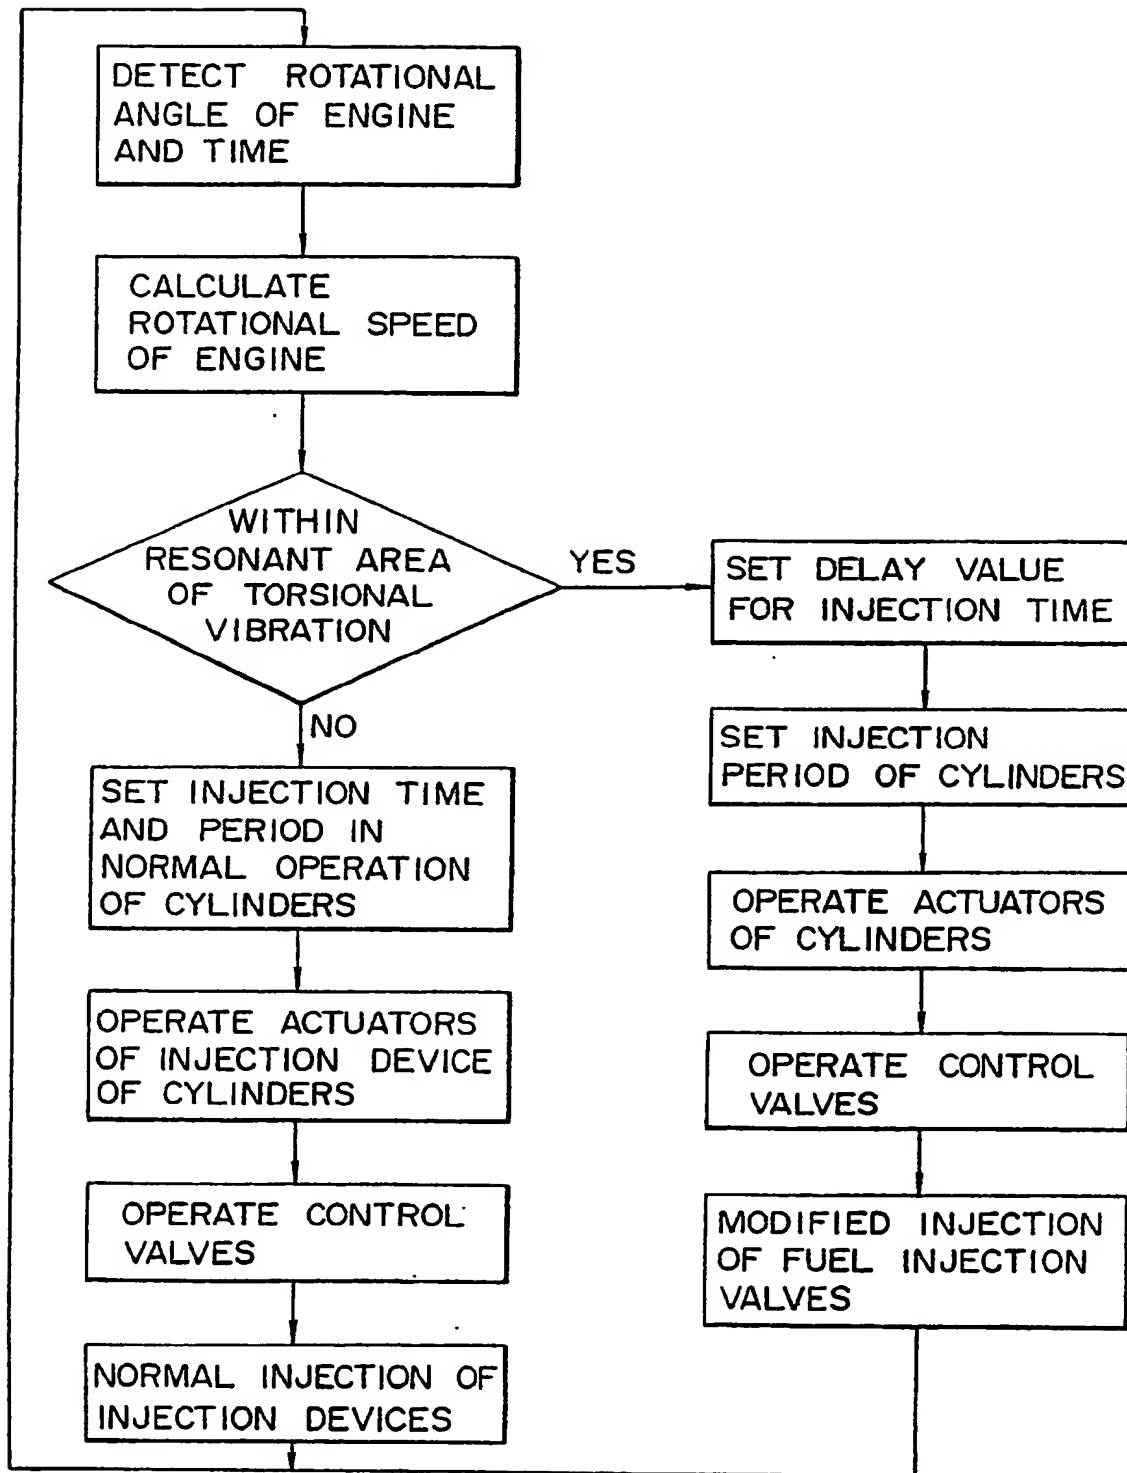 DETECT ROTATIONAL
ANGLE OF ENGINE
AND TIME
CALCULATE
ROTATIONAL SPEED
OF ENGINE
WITHIN
RESONANT AREA
OF TORSIONAL
VIBRATION
YES
NO
SET INJECTION TIME
AND PERIOD IN
NORMAL OPERATION
OF CYLINDERS
OPERATE ACTUATORS
OF INJECTION DEVICE
OF CYLINDERS
OPERATE CONTROL
VALVES
NORMAL INJECTION OF
INJECTION DEVICES
SET DELAY VALUE
FOR INJECTION TIME
SET INJECTION
PERIOD OF CYLINDERS
OPERATE ACTUATORS
OF CYLINDERS
OPERATE CONTROL
VALVES
MODIFIED INJECTION
OF FUEL INJECTION
VALVES